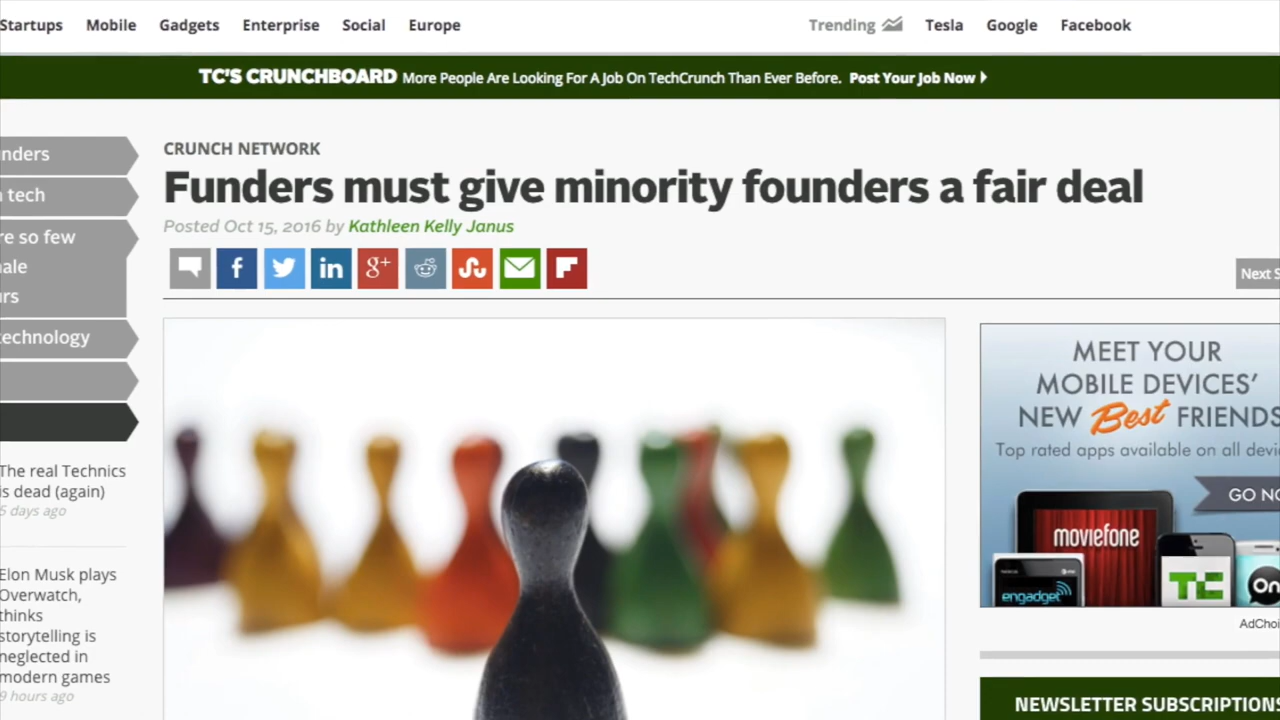 Startups Mobile Gadgets Enterprise Social Europe Trending Tesla Google Facebook
TC'S CRUNCHBOARD More People Are Looking For A Job On TechCrunch Than Ever Before. Post Your Job Now
nders
tech
re so few
ale
rs
echnology
CRUNCH NETWORK
Funders must give minority founders a fair deal
Posted Oct 15, 2016 by Kathleen Kelly Janus
f in g+
Next S
The real Technics
is dead (again)
5 days ago
Elon Musk plays
Overwatch,
thinks
storytelling is
neglected in
modern games
9 hours ago
MEET YOUR
MOBILE DEVICES'
NEW Best FRIENDS
Top rated apps available on all devi
GO NO
moviefone
engadget
TC
On
AdChoi
NEWSLETTER SUBSCRIPTIONS